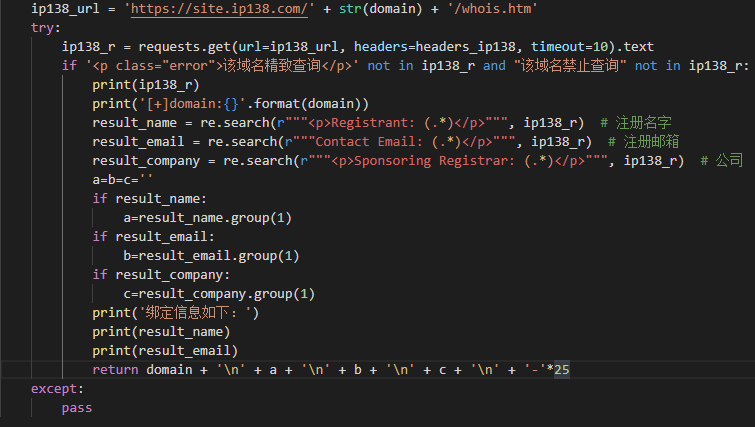 ip138_url = 'https://site.ip138.com/' + str(domain) + '/whois.htm'
try:
    ip138_r = requests.get(url=ip138_url, headers=headers_ip138, timeout=10).text
    if '<p class="error">该域名精致查询</p>' not in ip138_r and "该域名禁止查询" not in ip138_r:
        print(ip138_r)
        print('[+]domain:{}'.format(domain))
        result_name = re.search(r"""<p>Registrant: (.*)</p>""", ip138_r)  # 注册名字
        result_email = re.search(r"""Contact Email: (.*)</p>""", ip138_r)  # 注册邮箱
        result_company = re.search(r"""<p>Sponsoring Registrar: (.*)</p>""", ip138_r)  # 公司
        a=b=c=''
        if result_name:
            a=result_name.group(1)
        if result_email:
            b=result_email.group(1)
        if result_company:
            c=result_company.group(1)
        print('绑定信息如下：')
        print(result_name)
        print(result_email)
        return domain + '\n' + a + '\n' + b + '\n' + c + '\n' + '-'*25
except:
    pass